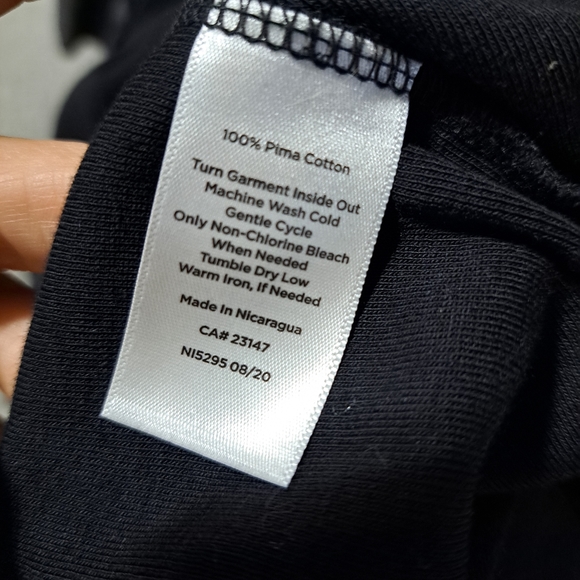 100% Pima Cotton
Turn Garment Inside Out
Machine Wash Cold
Gentle Cycle
Only Non-Chlorine Bleach
When Needed
Tumble Dry Low
Warm Iron, If Needed
Made In Nicaragua
CA# 23147
NI5295 08/20